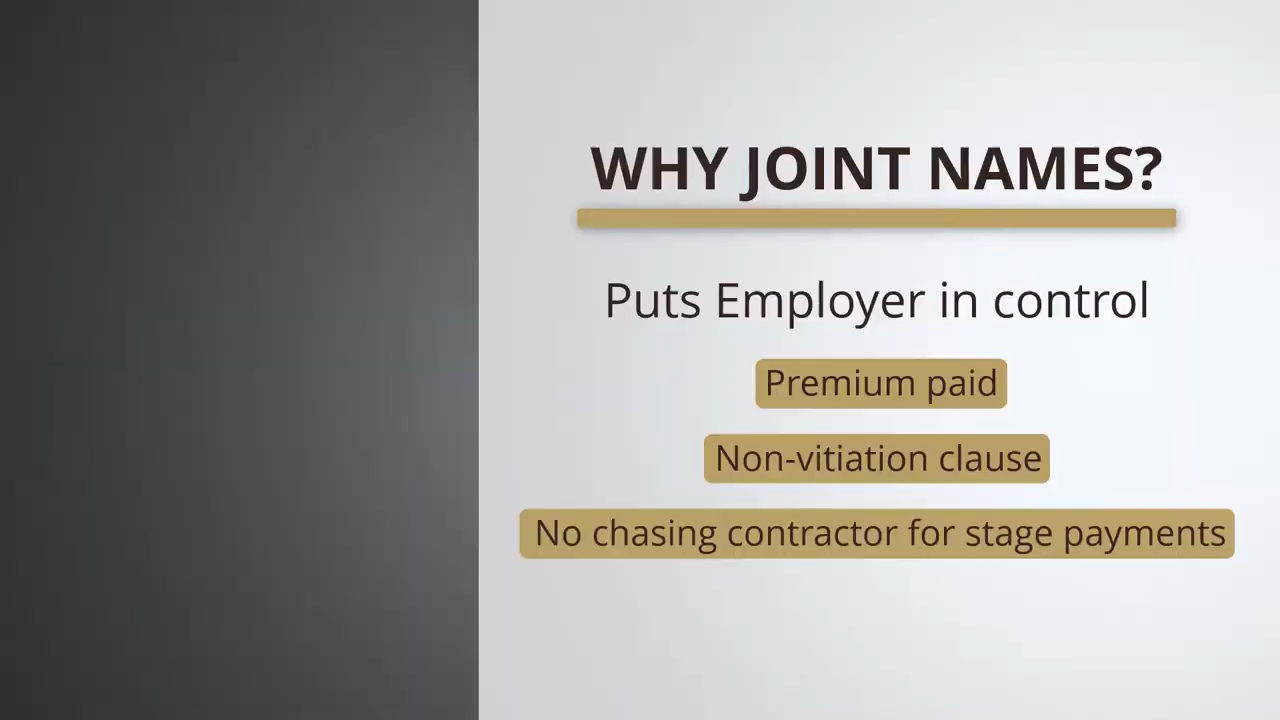 WHY JOINT NAMES?
Puts Employer in control
Premium paid
Non-vitiation clause
No chasing contractor for stage payments